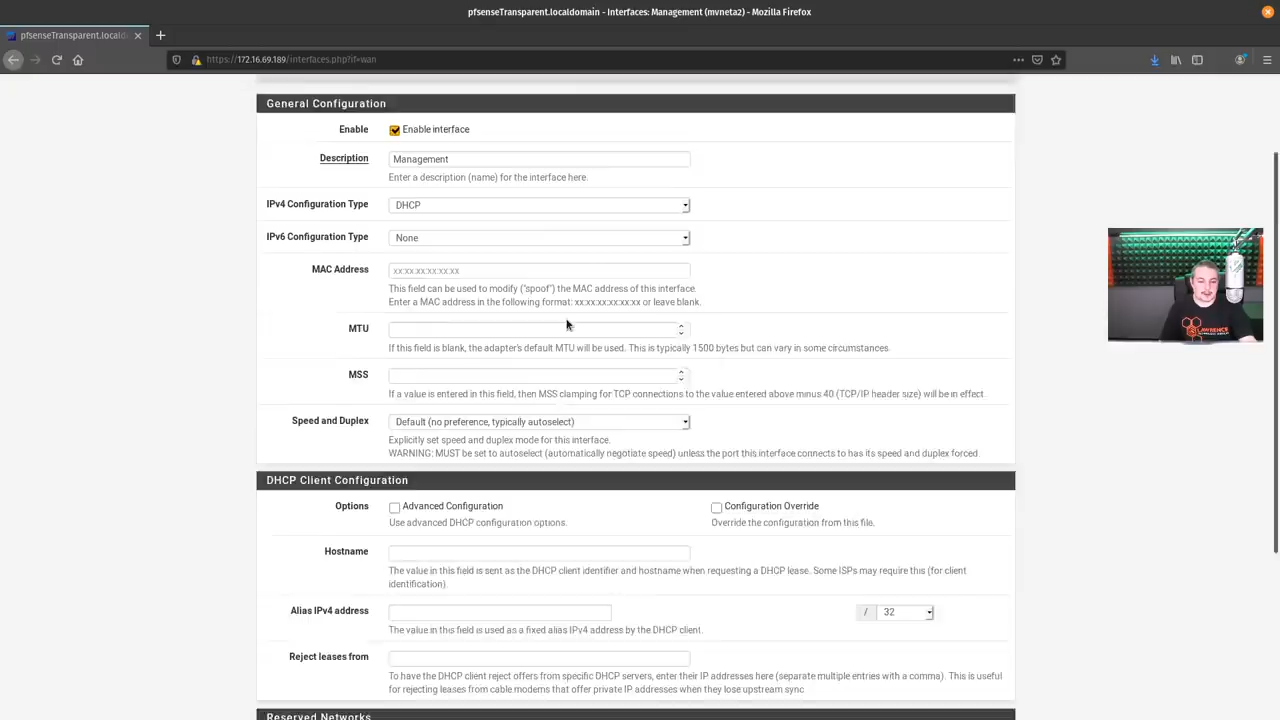 pfsenseTransparent.localdomain - Interfaces: Management (mvneta2) - Mozilla Firefox
pfsenseTransparent.locald
https://172.16.69.189/interfaces.php?if=wan
General Configuration
Enable
Enable interface
Description
Management
Enter a description (name) for the interface here.
IPv4 Configuration Type
DHCP
IPv6 Configuration Type
None
MAC Address
xx:xx:xx:xx:xx:xx
This field can be used to modify ("spoof") the MAC address of this interface.
Enter a MAC address in the following format: xx:xx:xx:xx:xx:xx or leave blank.
MTU
If this field is blank, the adapter's default MTU will be used. This is typically 1500 bytes but can vary in some circumstances.
MSS
If a value is entered in this field, then MSS clamping for TCP connections to the value entered above minus 40 (TCP/IP header size) will be in effect.
Speed and Duplex
Default (no preference, typically autoselect)
Explicitly set speed and duplex mode for this interface.
WARNING: MUST be set to autoselect (automatically negotiate speed) unless the port this interface connects to has its speed and duplex forced.
DHCP Client Configuration
Options
Advanced Configuration
Configuration Override
Use advanced DHCP configuration options.
Override the configuration from this file.
Hostname
The value in this field is sent as the DHCP client identifier and hostname when requesting a DHCP lease. Some ISPs may require this (for client
identification).
Alias IPv4 address
/ 32
The value in this field is used as a fixed alias IPv4 address by the DHCP client.
Reject leases from
To have the DHCP client reject offers from specific DHCP servers, enter their IP addresses here (separate multiple entries with a comma). This is useful
for rejecting leases from cable modems that offer private IP addresses when they lose upstream sync
Reserved Networks
LAWRENCE